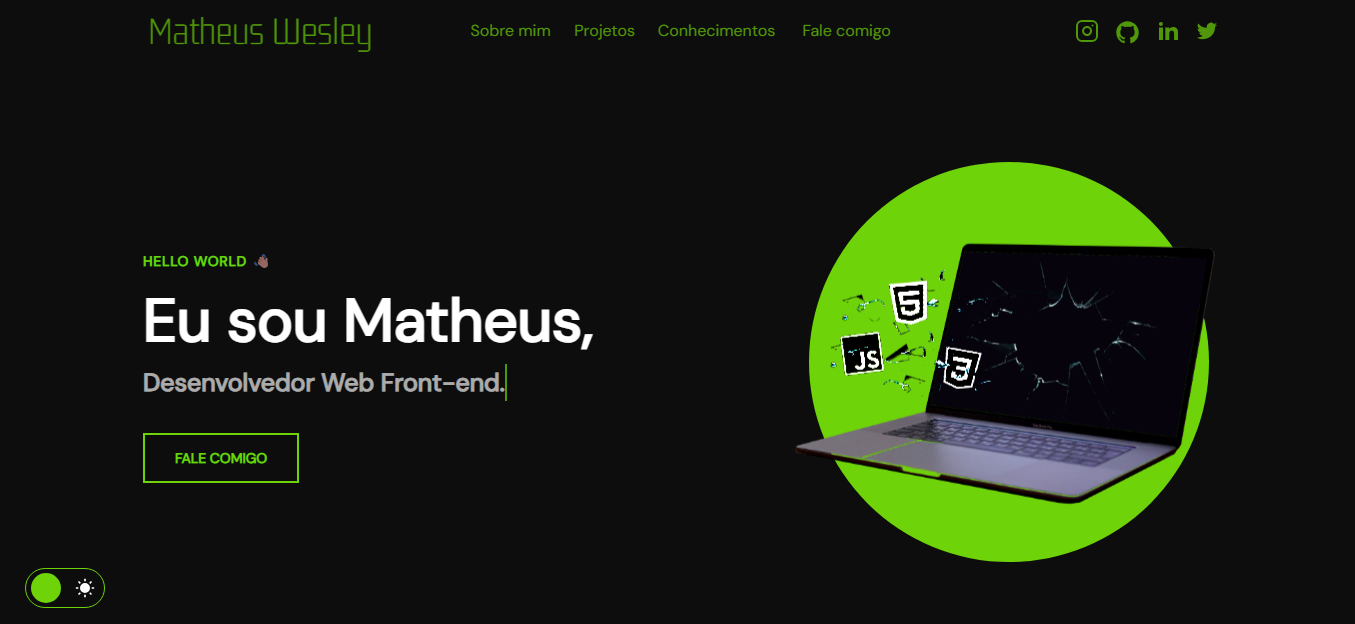 Matheus Wesley
Sobre mim Projetos Conhecimentos Fale comigo
in
HELLO WORLD 👋🏾
Eu sou Matheus,
Desenvolvedor Web Front-end.
FALE COMIGO
5
JS
3